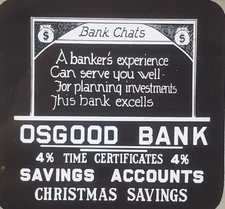 Bank Chats
$ $
A banker's experience
Can serve you well.
For planning investments
This bank excells.
OSGOOD BANK
4% TIME CERTIFICATES 4%
SAVINGS ACCOUNTS
CHRISTMAS SAVINGS